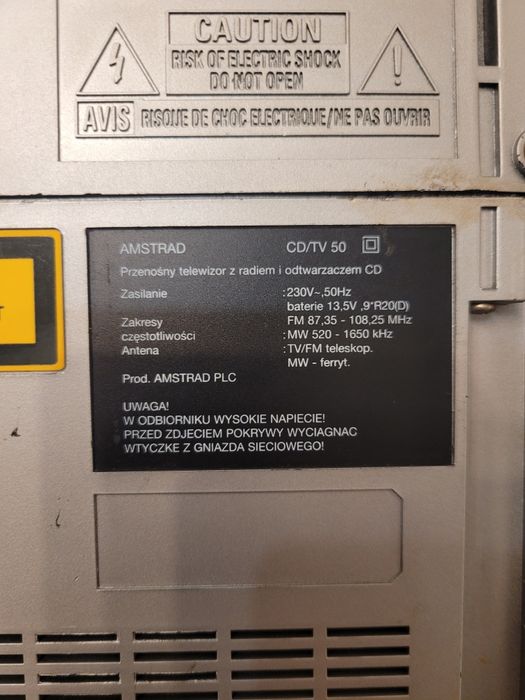 CAUTION
RISK OF ELECTRIC SHOCK
DO NOT OPEN
AVIS RISQUE DE CHOC ELECTRIQUE/NE PAS OUVRIR
AMSTRAD CD/TV 50
Przenośny telewizor z radiem i odtwarzaczem CD
Zasilanie :230V~,50Hz
baterie 13,5V ,9*R20(D)
Zakresy FM 87,35 - 108,25 MHz
częstotliwości :MW 520 - 1650 kHz
Antena :TV/FM teleskop.
MW - ferryt.
Prod. AMSTRAD PLC
UWAGA!
W ODBIORNIKU WYSOKIE NAPIECIE!
PRZED ZDJECIEM POKRYWY WYCIAGNAC
WTYCZKE Z GNIAZDA SIECIOWEGO!